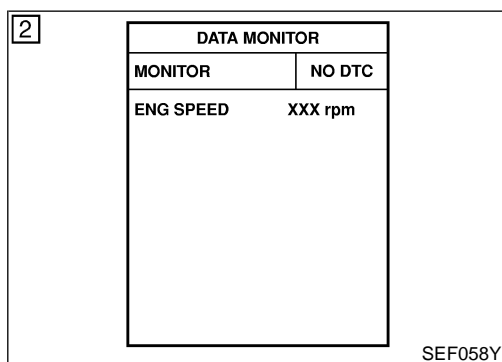 2
DATA MONITOR
MONITOR NO DTC
ENG SPEED XXX rpm
SEF058Y